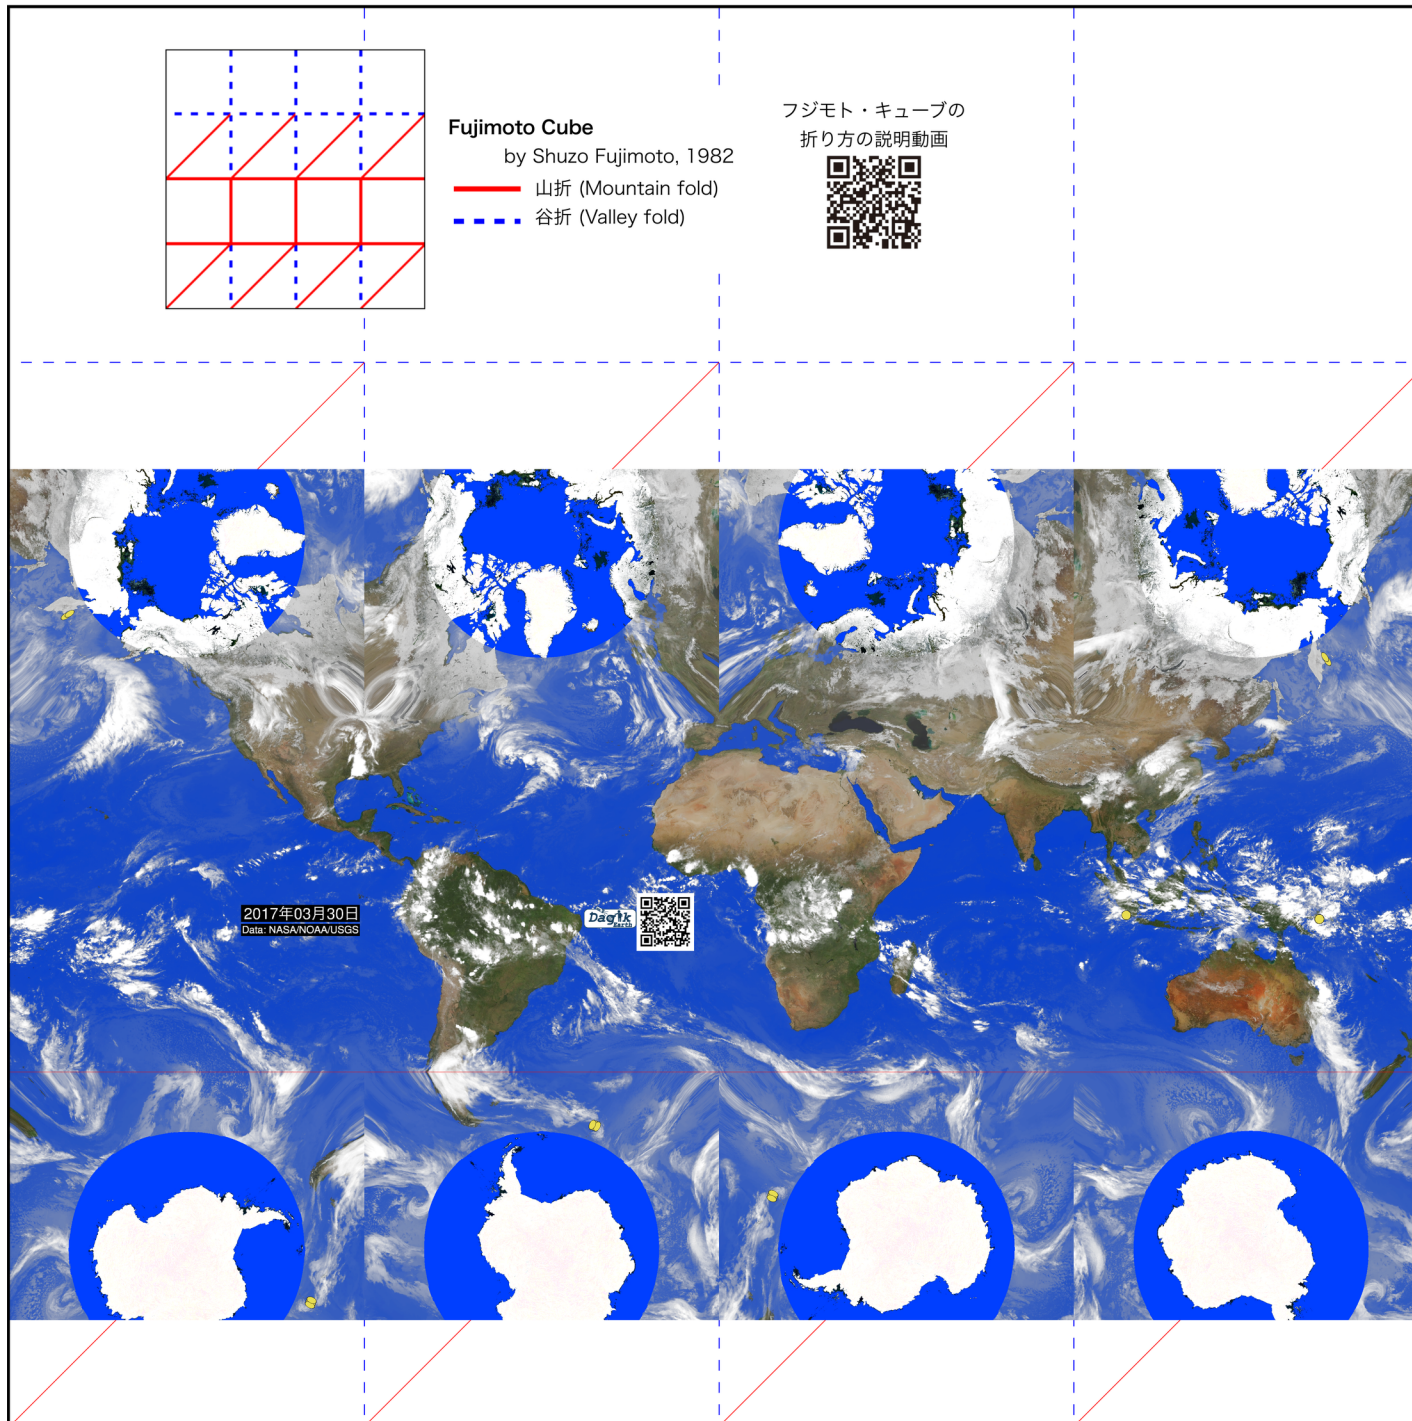 Fujimoto Cube
by Shuzo Fujimoto, 1982
山折 (Mountain fold)
谷折 (Valley fold)
フジモト・キューブの
折り方の説明動画
2017年03月30日
Data: NASA/NOAA/USGS
Dagik
Earth